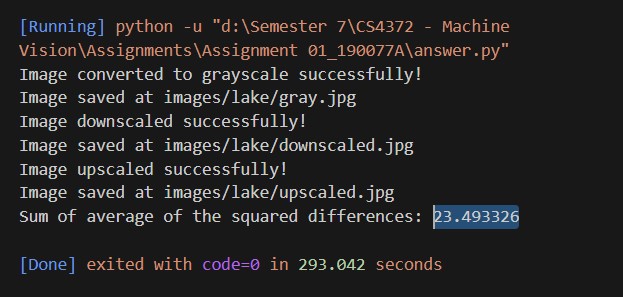 [Running] python -u "d:\Semester 7\CS4372 - Machine
Vision\Assignments\Assignment 01_190077A\answer.py"
Image converted to grayscale successfully!
Image saved at images/lake/gray.jpg
Image downscaled successfully!
Image saved at images/lake/downscaled.jpg
Image upscaled successfully!
Image saved at images/lake/upscaled.jpg
Sum of average of the squared differences: 23.493326
[Done] exited with code=0 in 293.042 seconds